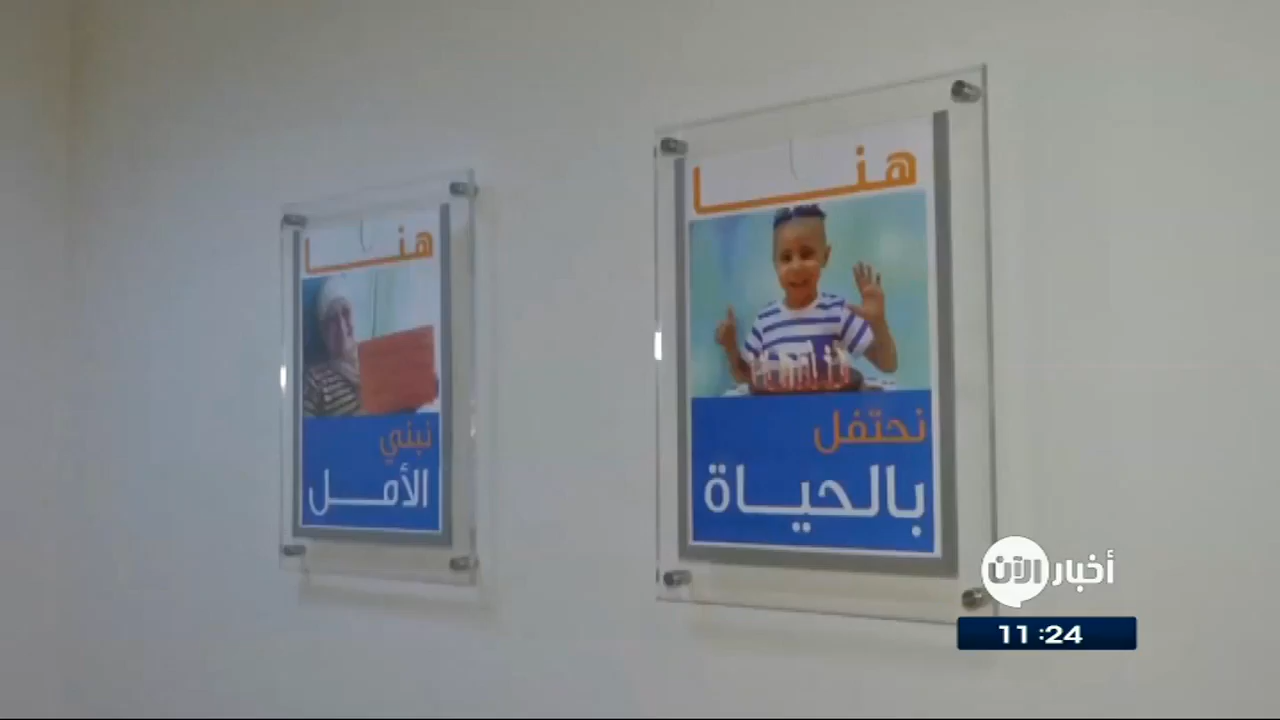 هنا
نحتفل
بالحياة
هنا
نبني
الأمل
أخبار الآن
11:24